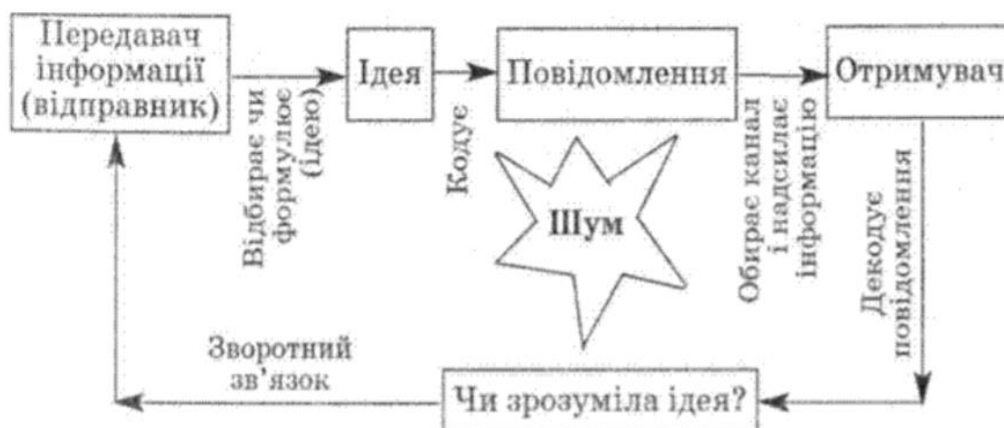 Передавач
інформації
(відправник)
Відбирає чи
формулює
(ідею)
Ідея
Кодує
Повідомлення
Обирає канал
і надсилає
інформацію
Отримувач
Шум
Декодує
повідомлення
Чи зрозуміла ідея?
Зворотний
зв'язок